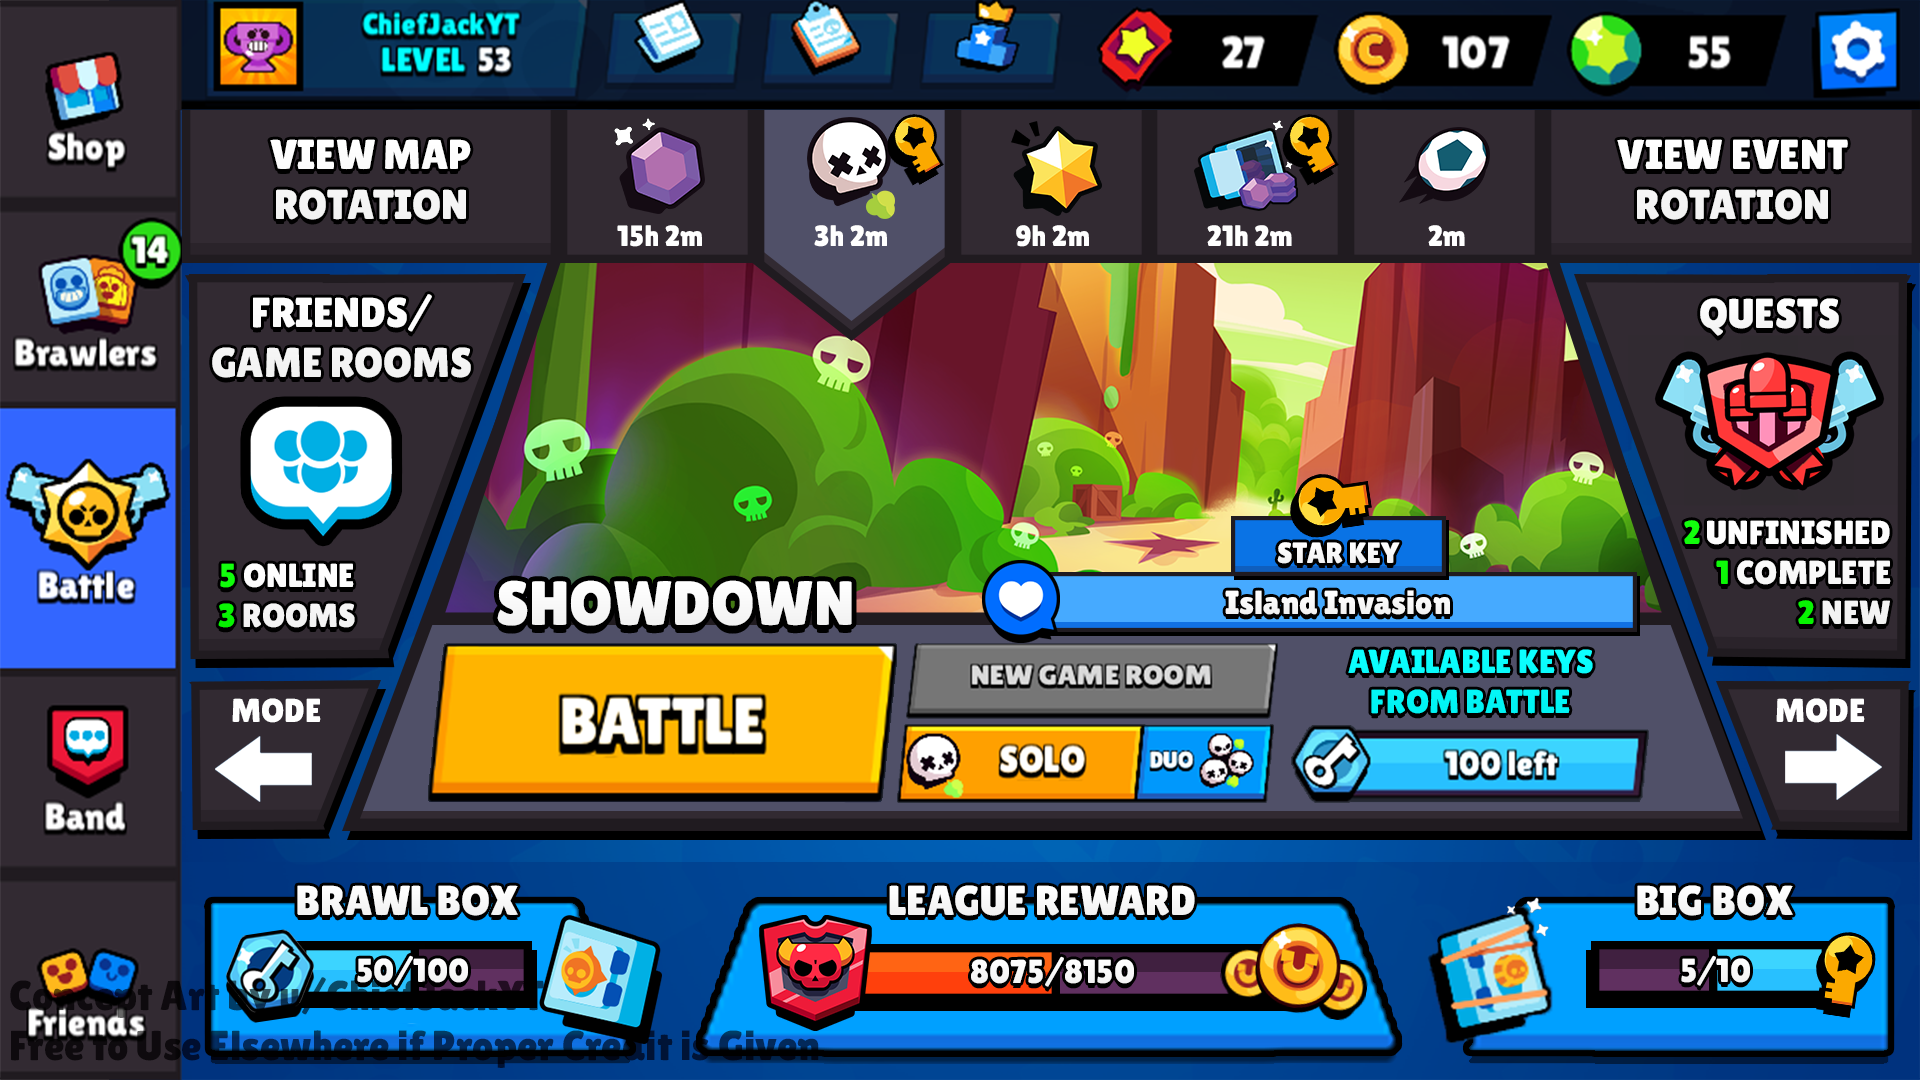 ChiefJackYT
LEVEL 53
27
107
55
Shop
VIEW MAP
ROTATION
15h 2m
3h 2m
9h 2m
21h 2m
2m
VIEW EVENT
ROTATION
14
Brawlers
FRIENDS/
GAME ROOMS
5 ONLINE
3 ROOMS
QUESTS
2 UNFINISHED
1 COMPLETE
2 NEW
Battle
STAR KEY
SHOWDOWN
Island Invasion
BATTLE
NEW GAME ROOM
SOLO
DUO
AVAILABLE KEYS
FROM BATTLE
100 left
MODE
MODE
Band
BRAWL BOX
50/100
LEAGUE REWARD
8075/8150
BIG BOX
5/10
Friends
Concept Art by u/ChiefJackYT
Free to Use Elsewhere if Proper Credit is Given